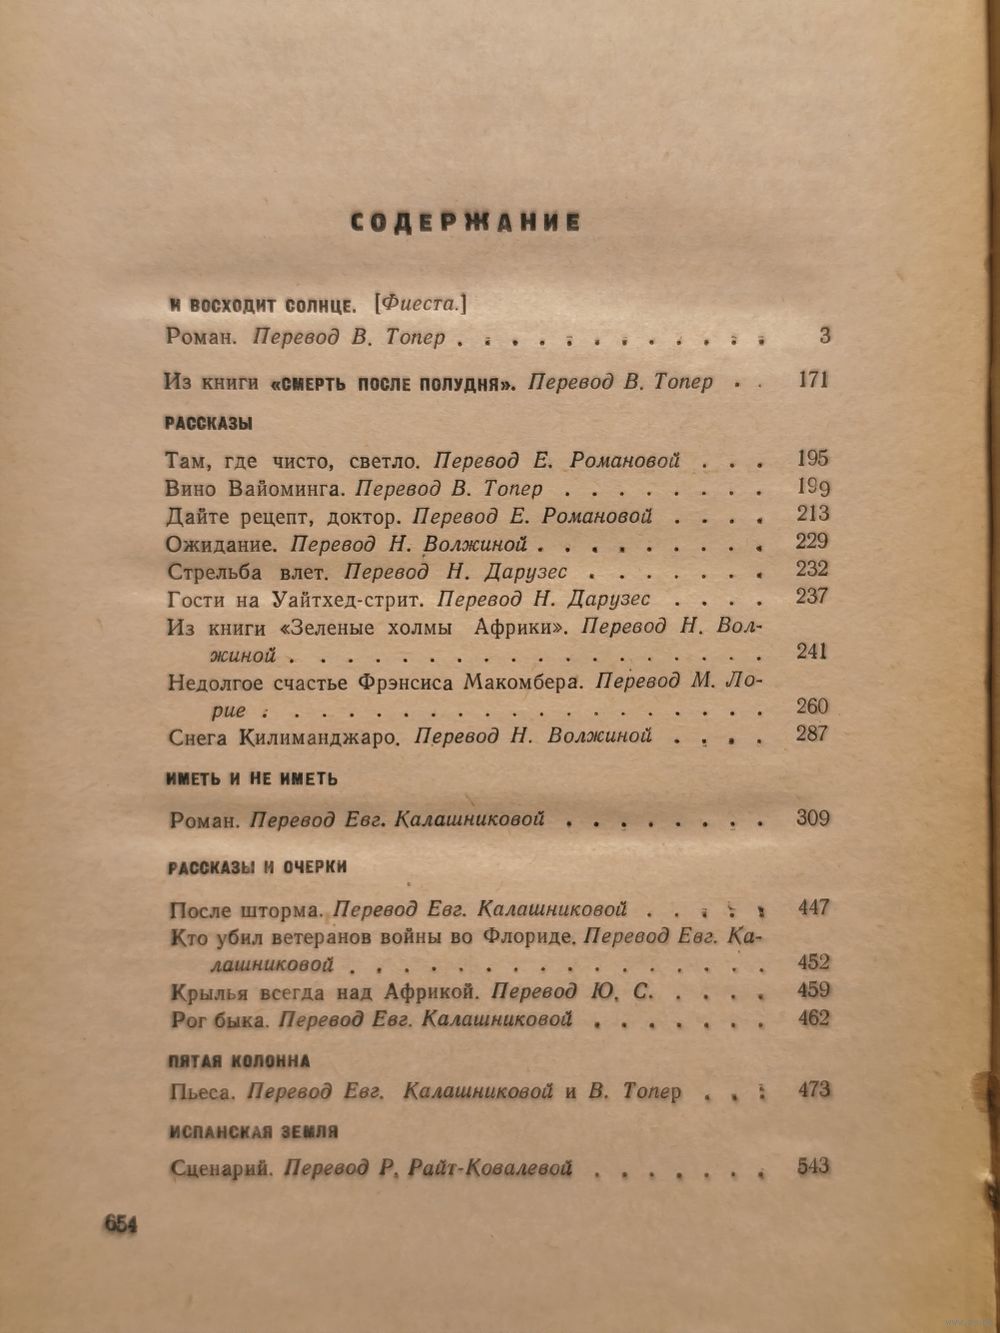 СОДЕРЖАНИЕ
И ВОСХОДИТ СОЛНЦЕ. [Фиеста.]
Роман. Перевод В. Топер . . . . . . . . . . . . 3
Из книги «СМЕРТЬ ПОСЛЕ ПОЛУДНЯ». Перевод В. Топер . . 171
РАССКАЗЫ
Там, где чисто, светло. Перевод Е. Романовой . . . 195
Вино Вайоминга. Перевод В. Топер . . . . . . . . 199
Дайте рецепт, доктор. Перевод Е. Романовой . . . . 213
Ожидание. Перевод Н. Волжиной . . . . . . . . . 229
Стрельба влет. Перевод Н. Дарузес . . . . . . . 232
Гости на Уайтхед-стрит. Перевод Н. Дарузес . . . . 237
Из книги «Зеленые холмы Африки». Перевод Н. Вол-
жиной . . . . . . . . . . . . . . . . . . 241
Недолгое счастье Фрэнсиса Макомбера. Перевод М. Ло-
рие . . . . . . . . . . . . . . . . . . . 260
Снега Килиманджаро. Перевод Н. Волжиной . . . . 287
ИМЕТЬ И НЕ ИМЕТЬ
Роман. Перевод Евг. Калашниковой . . . . . . . . 309
РАССКАЗЫ И ОЧЕРКИ
После шторма. Перевод Евг. Калашниковой . . . . . 447
Кто убил ветеранов войны во Флориде. Перевод Евг. Ка-
лашниковой . . . . . . . . . . . . . . . . 452
Крылья всегда над Африкой. Перевод Ю. С. . . . . 459
Рог быка. Перевод Евг. Калашниковой . . . . . . . 462
ПЯТАЯ КОЛОННА
Пьеса. Перевод Евг. Калашниковой и В. Топер . . . 473
ИСПАНСКАЯ ЗЕМЛЯ
Сценарий. Перевод Р. Райт-Ковалевой . . . . . . . 543
654